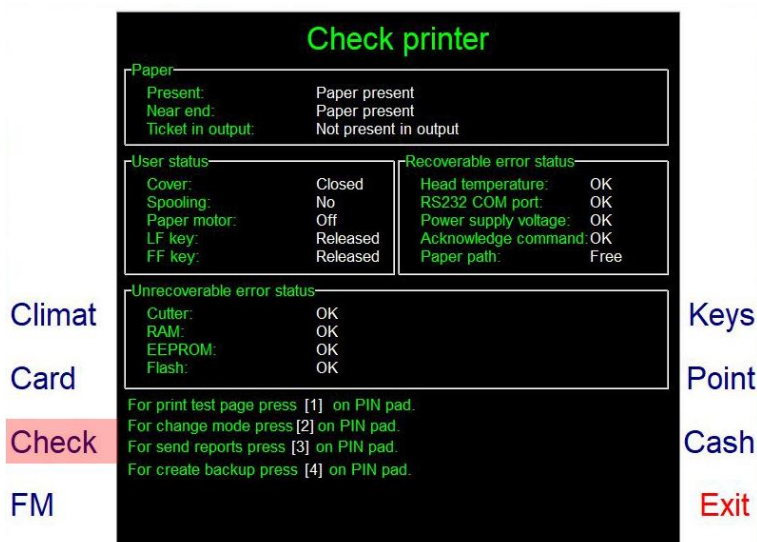 Check printer
Paper
Present: Paper present
Near end: Paper present
Ticket in output: Not present in output
User status
Cover: Closed
Spooling: No
Paper motor: Off
LF key: Released
FF key: Released
Recoverable error status
Head temperature: OK
RS232 COM port: OK
Power supply voltage: OK
Acknowledge command: OK
Paper path: Free
Unrecoverable error status
Cutter: OK
RAM: OK
EEPROM: OK
Flash: OK
For print test page press [1] on PIN pad.
For change mode press [2] on PIN pad.
For send reports press [3] on PIN pad.
For create backup press [4] on PIN pad.
Climat
Card
Check
FM
Keys
Point
Cash
Exit